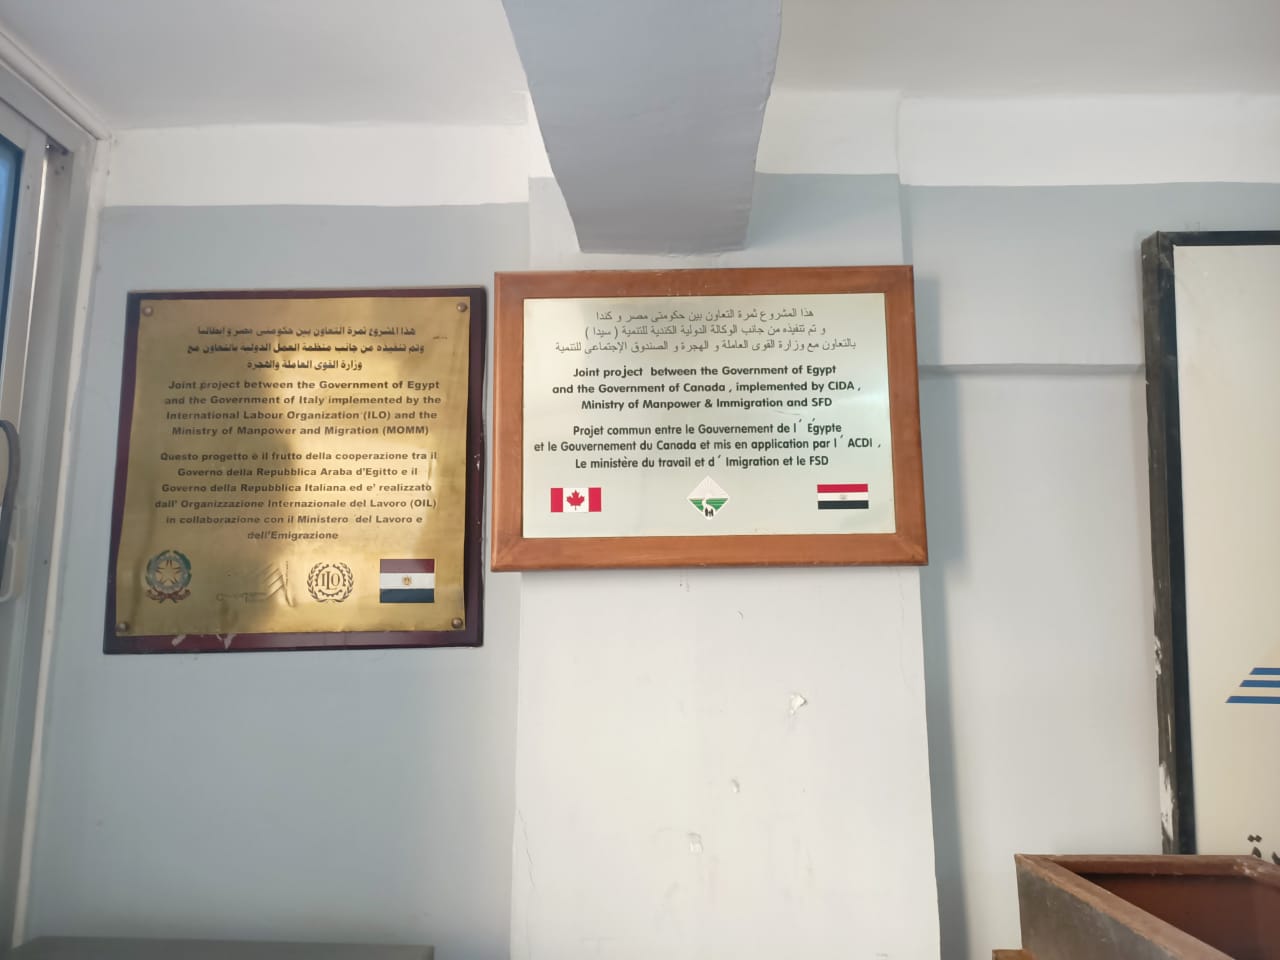 هذا المشروع ثمرة التعاون بين حكومتى مصر و إيطاليا
وتم تنفيذه من جانب منظمة العمل الدولية بالتعاون مع
وزارة القوى العاملة والهجرة
Joint project between the Government of Egypt
and the Government of Italy implemented by the
International Labour Organization (ILO) and the
Ministry of Manpower and Migration (MOMM)
Questo progetto è il frutto della cooperazione tra il
Governo della Repubblica Araba d'Egitto e il
Governo della Repubblica Italiana ed e' realizzato
dall' Organizzazione Internazionale del Lavoro (OIL)
in collaborazione con il Ministero del Lavoro e
dell'Emigrazione
ILO
هذا المشروع ثمرة التعاون بين حكومتى مصر و كندا
و تم تنفيذه من جانب الوكالة الدولية الكندية للتنمية ( سيدا )
بالتعاون مع وزارة القوى العاملة و الهجرة و الصندوق الإجتماعى للتنمية
Joint project between the Government of Egypt
and the Government of Canada , implemented by CIDA ,
Ministry of Manpower & Immigration and SFD
Projet commun entre le Gouvernement de l´ Égypte
et le Gouvernement du Canada et mis en application par l´ ACDI ,
Le ministère du travail et d´ Imigration et le FSD